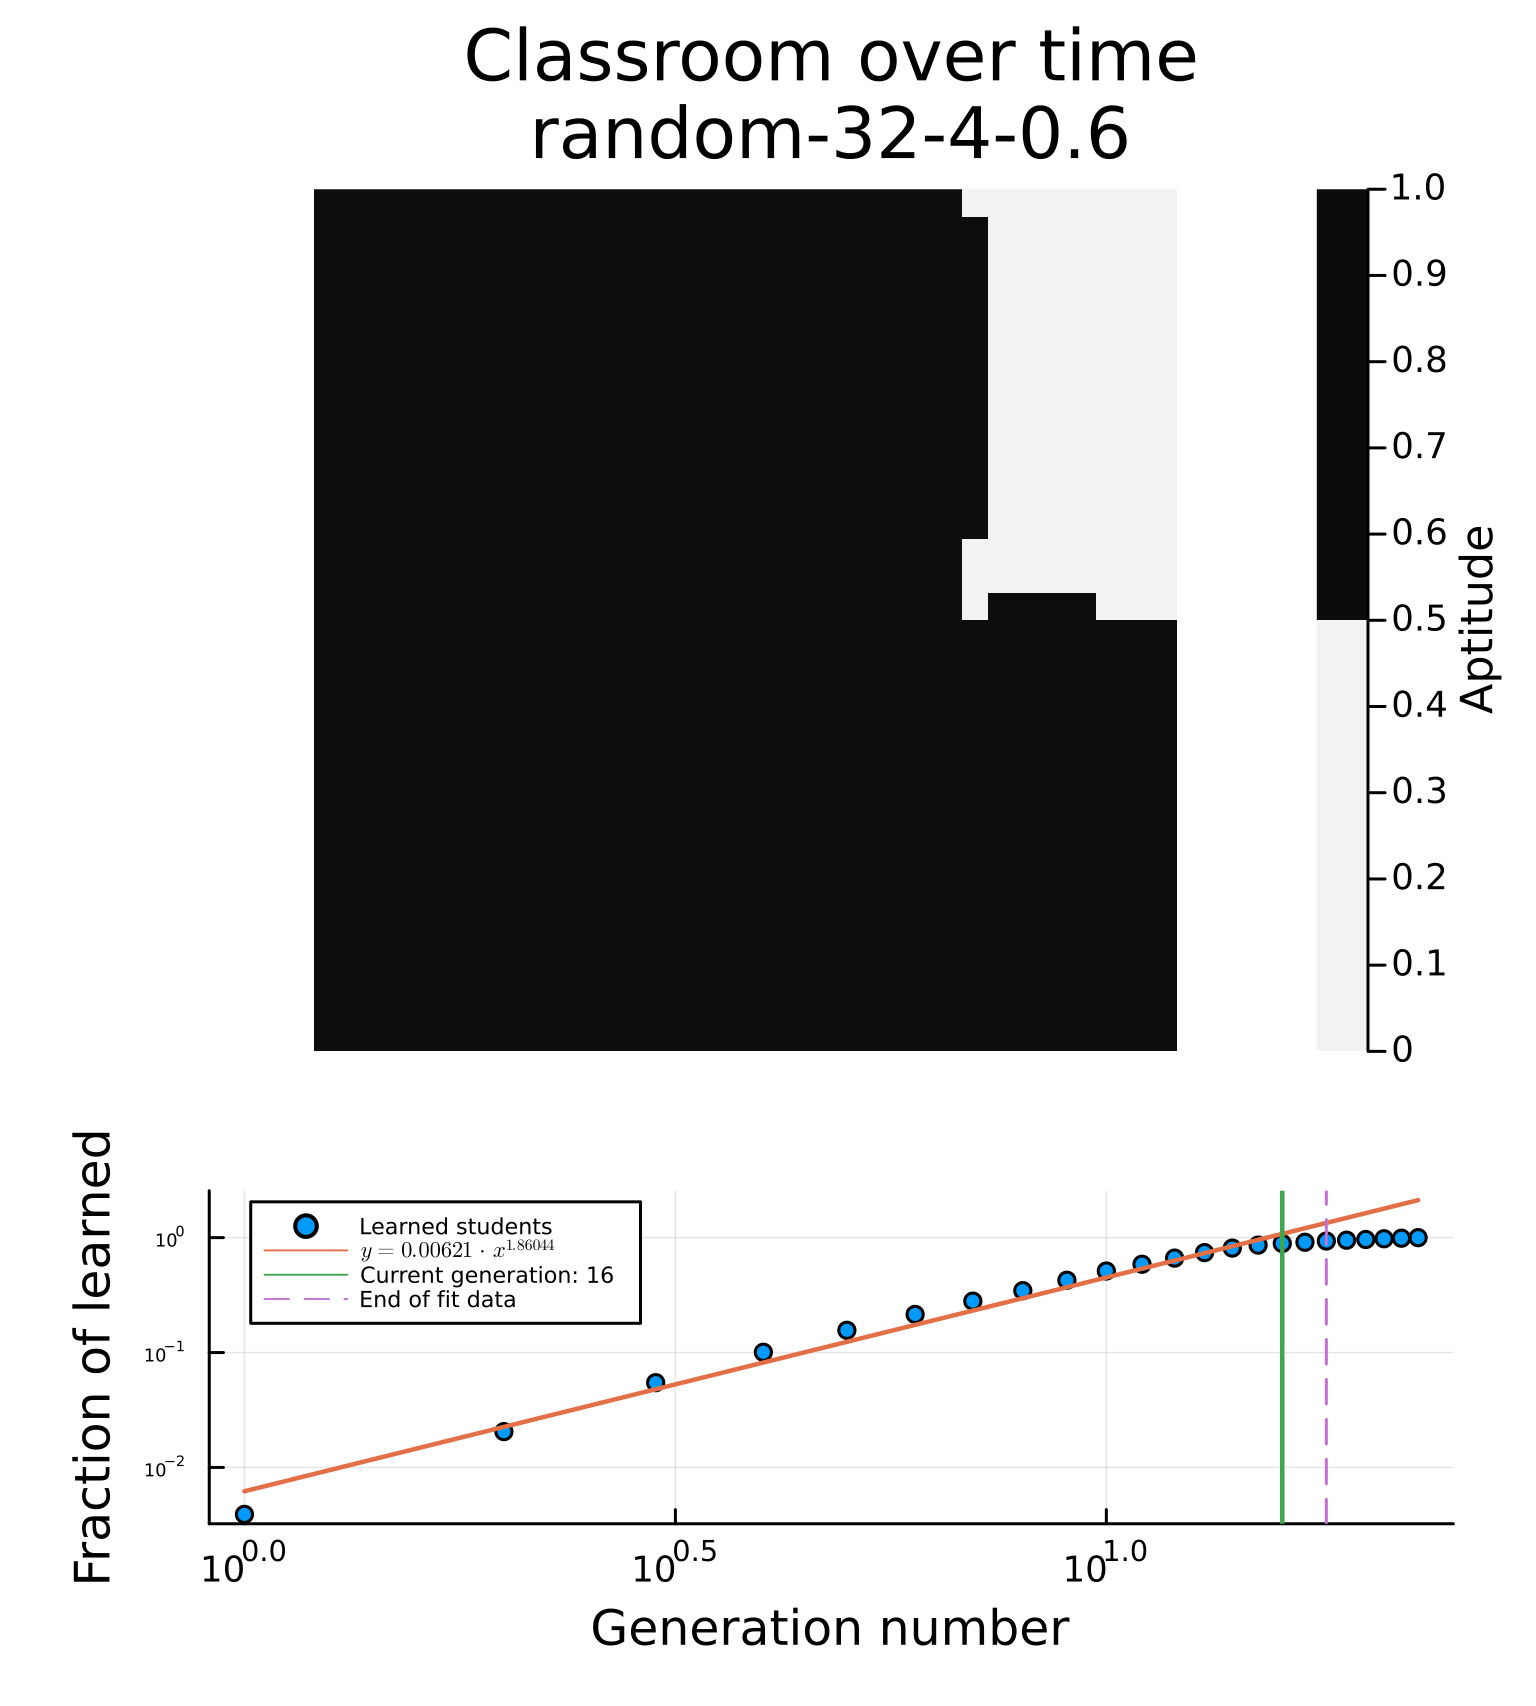 Classroom over time
random-32-4-0.6
1.0
0.9
0.8
0.7
0.6
0.5
0.4
0.3
0.2
0.1
0
Aptitude
Fraction of learned
10⁰
10⁻¹
10⁻²
Learned students
y = 0.00621 · x^1.86044
Current generation: 16
End of fit data
10^0.0
10^0.5
10^1.0
Generation number